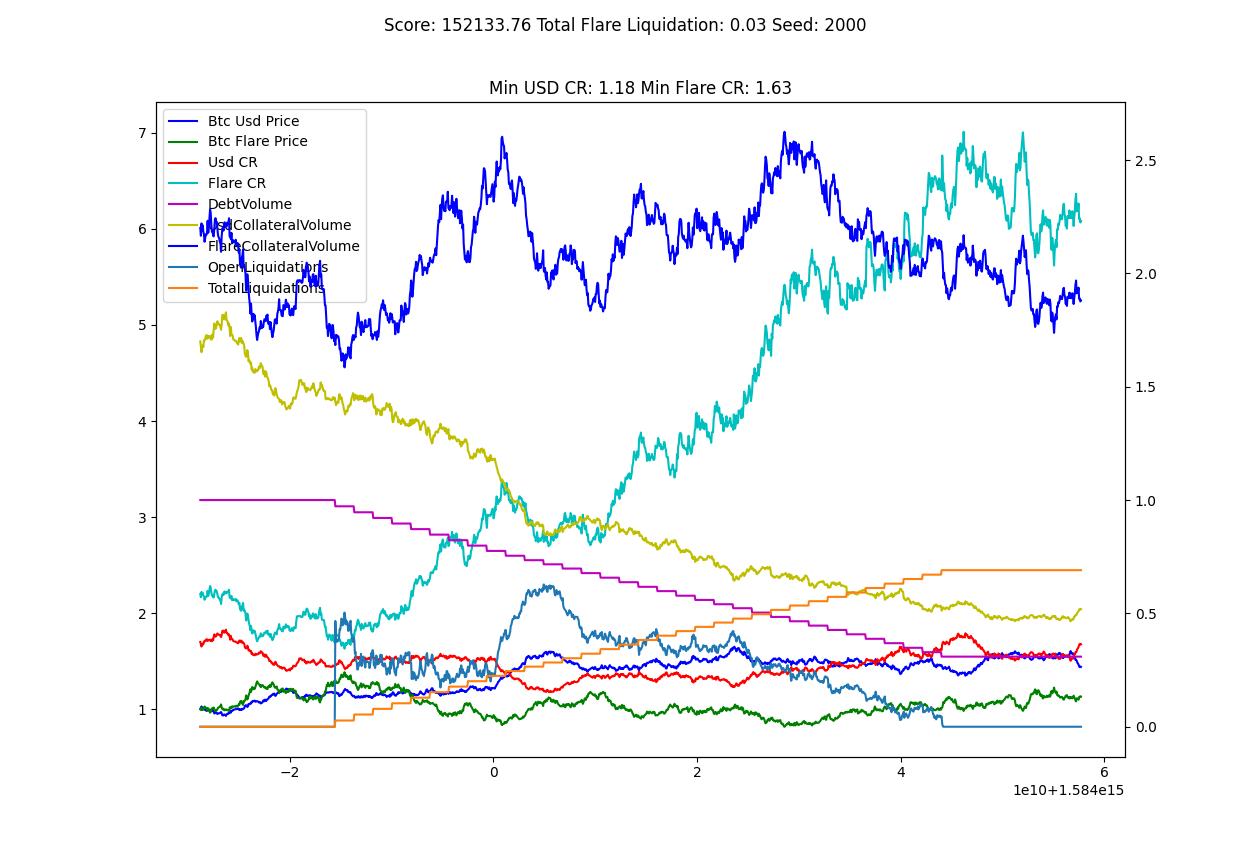 Score: 152133.76 Total Flare Liquidation: 0.03 Seed: 2000
Min USD CR: 1.18 Min Flare CR: 1.63
Btc Usd Price
Btc Flare Price
Usd CR
Flare CR
DebtVolume
UsdCollateralVolume
FlareCollateralVolume
OpenLiquidations
TotalLiquidations
7
6
5
4
3
2
1
2.5
2.0
1.5
1.0
0.5
0.0
−2
0
2
4
6
1e10+1.584e15